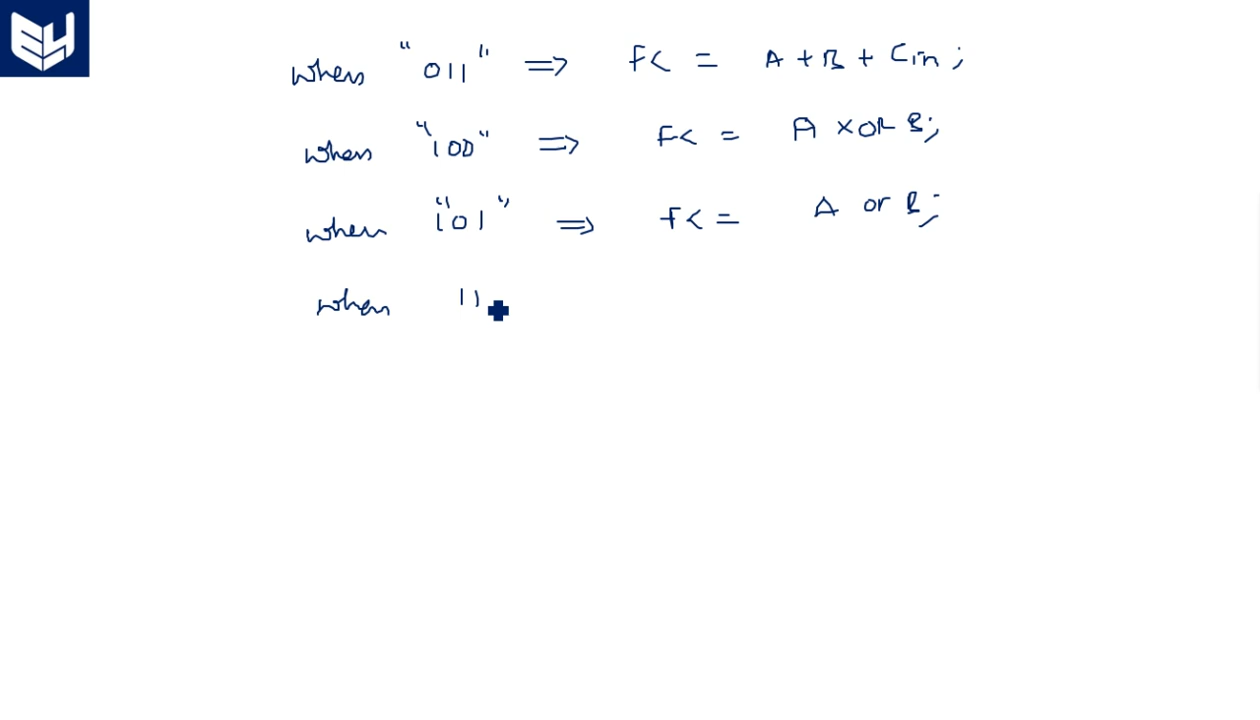 when "011" => F<= A+B+Cin;
when "100" => F<= A xor B;
when "101" => F<= A or B;
when 11